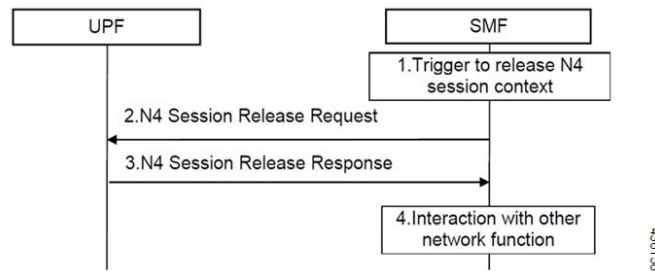 UPF
SMF
1.Trigger to release N4
session context
2.N4 Session Release Request
3.N4 Session Release Response
4.Interaction with other
network function